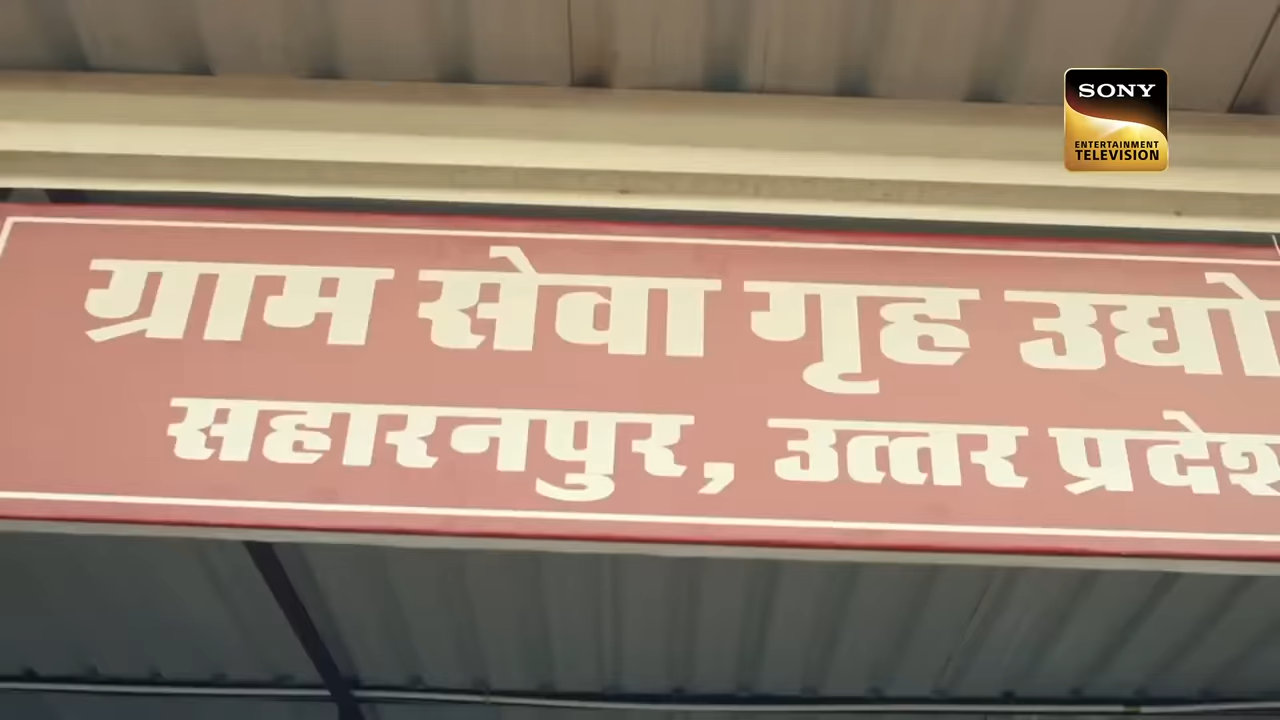 SONY
ENTERTAINMENT
TELEVISION
ग्राम सेवा गृह उद्यो
सहारनपुर, उत्तर प्रदेश